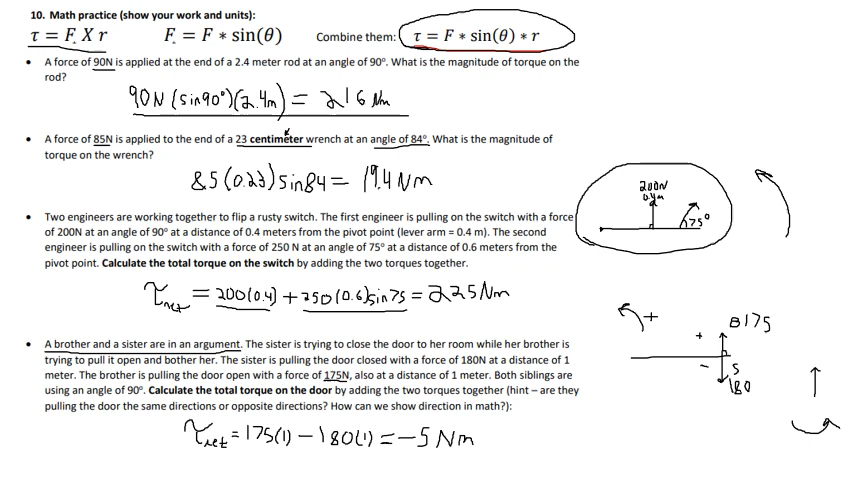 10. Math practice (show your work and units):
τ = F⊥ X r F⊥ = F * sin(θ) Combine them: τ = F * sin(θ) * r
• A force of 90N is applied at the end of a 2.4 meter rod at an angle of 90°. What is the magnitude of torque on the
rod?
90N (sin90°)(2.4m) = 216 Nm
• A force of 85N is applied to the end of a 23 centimeter wrench at an angle of 84°. What is the magnitude of
torque on the wrench?
85(0.23)sin84 = 19.4 Nm
200N
0.4m
75°
• Two engineers are working together to flip a rusty switch. The first engineer is pulling on the switch with a force
of 200N at an angle of 90° at a distance of 0.4 meters from the pivot point (lever arm = 0.4 m). The second
engineer is pulling on the switch with a force of 250 N at an angle of 75° at a distance of 0.6 meters from the
pivot point. Calculate the total torque on the switch by adding the two torques together.
τnet = 200(0.4) + 250(0.6)sin75 = 225Nm
+
+ B175
- S
180
• A brother and a sister are in an argument. The sister is trying to close the door to her room while her brother is
trying to pull it open and bother her. The sister is pulling the door closed with a force of 180N at a distance of 1
meter. The brother is pulling the door open with a force of 175N, also at a distance of 1 meter. Both siblings are
using an angle of 90°. Calculate the total torque on the door by adding the two torques together (hint – are they
pulling the door the same directions or opposite directions? How can we show direction in math?):
τnet = 175(1) - 180(1) = -5 Nm